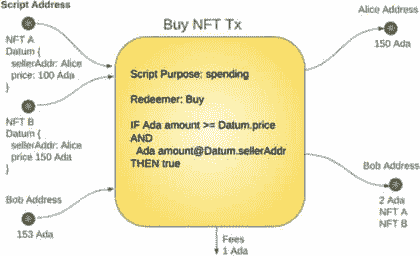 Script Address
NFT A
Datum {
sellerAddr: Alice
price: 100 Ada
}
NFT B
Datum {
sellerAddr: Alice
price 150 Ada
}
Bob Address
153 Ada
Buy NFT Tx
Script Purpose: spending
Redeemer: Buy
IF Ada amount >= Datum.price
AND
Ada amount@Datum.sellerAddr
THEN true
Fees
1 Ada
Alice Address
150 Ada
Bob Address
2 Ada
NFT A
NFT B